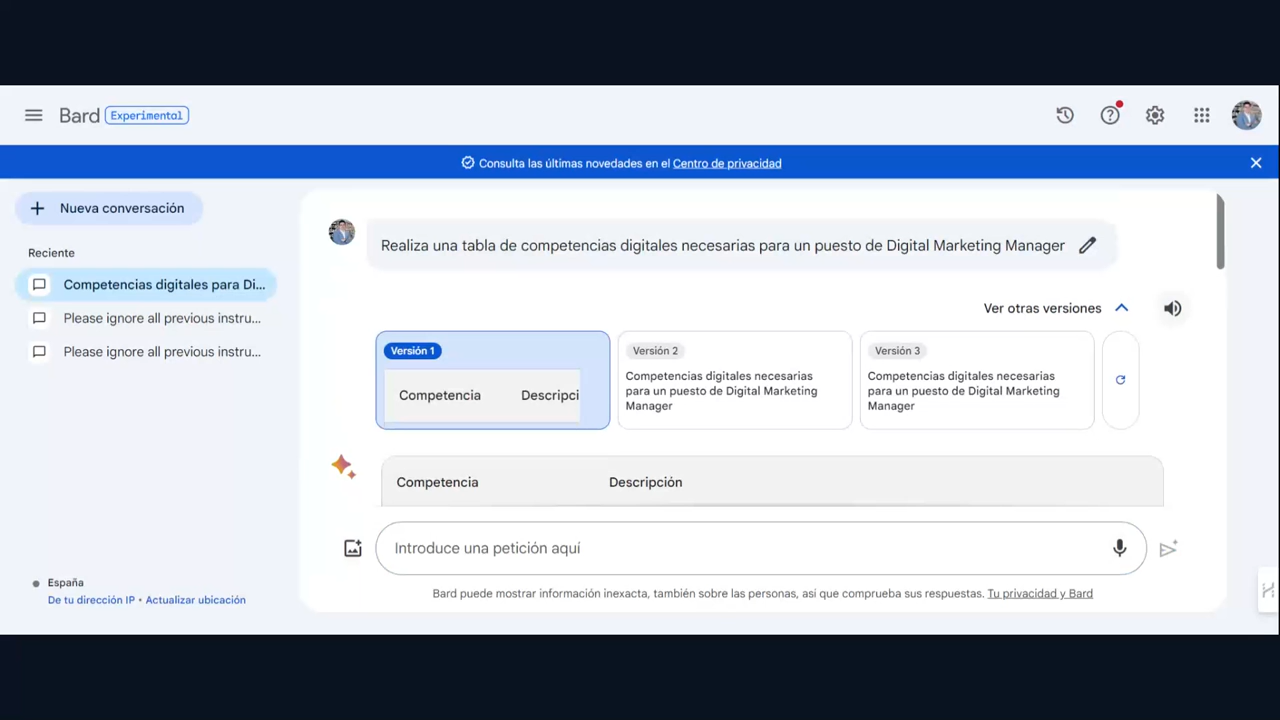 Bard Experimental
Consulta las últimas novedades en el Centro de privacidad
Nueva conversación
Reciente
Competencias digitales para Di...
Please ignore all previous instru...
Please ignore all previous instru...
España
De tu dirección IP • Actualizar ubicación
Realiza una tabla de competencias digitales necesarias para un puesto de Digital Marketing Manager
Ver otras versiones
Versión 1
Competencia Descripci
Versión 2
Competencias digitales necesarias
para un puesto de Digital Marketing
Manager
Versión 3
Competencias digitales necesarias
para un puesto de Digital Marketing
Manager
Competencia Descripción
Introduce una petición aquí
Bard puede mostrar información inexacta, también sobre las personas, asi que comprueba sus respuestas. Tu privacidad y Bard